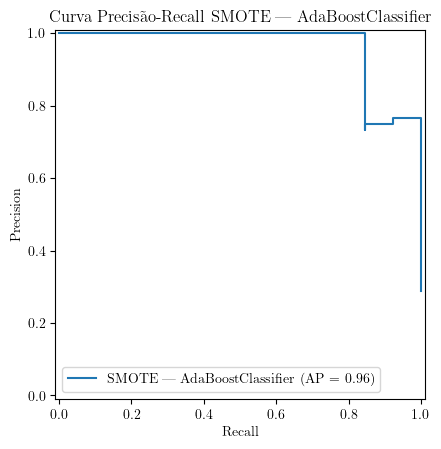 Curva Precisão-Recall SMOTE — AdaBoostClassifier
1.0
0.8
0.6
0.4
0.2
0.0
Precision
SMOTE — AdaBoostClassifier (AP = 0.96)
0.0 0.2 0.4 0.6 0.8 1.0
Recall